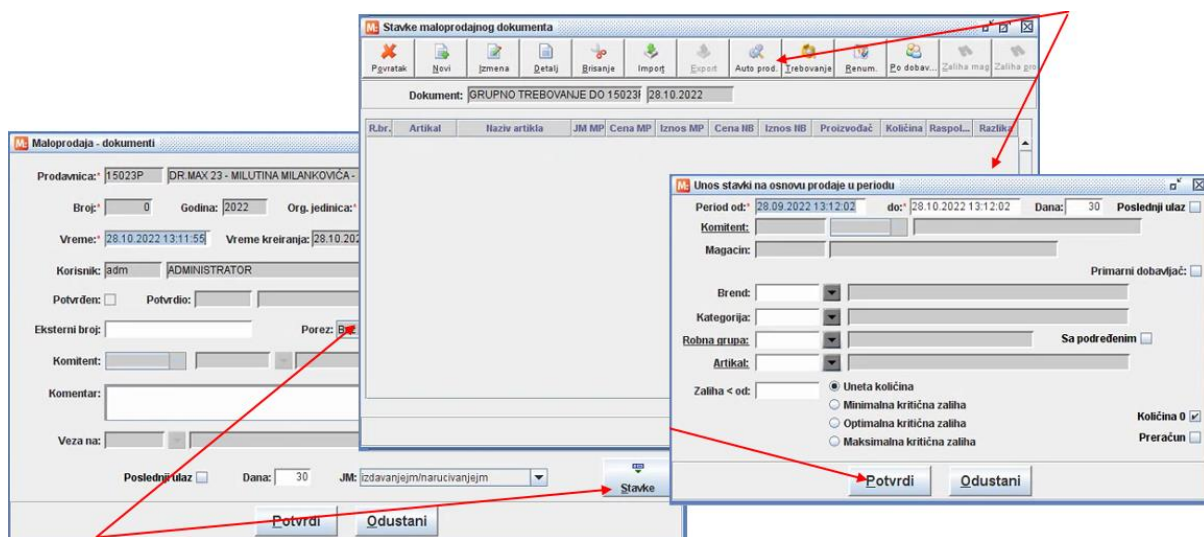 Stavke maloprodajnog dokumenta
Povratak Novi Izmena Detalj Brisanje Import Export Auto prod. Trebovanje Renum. Po dobav... Zaliha mag Zaliha gro
Dokument: GRUPNO TREBOVANJE DO 15023 28.10.2022
R.br. Artikal Naziv artikla JM MP Cena MP Iznos MP Cena NB Iznos NB Proizvođač Količina Raspol... Razlika
Maloprodaja - dokumenti
Prodavnica:* 15023P DR.MAX 23 - MILUTINA MILANKOVIĆA -
Broj:* 0 Godina: 2022 Org. jedinica:*
Vreme:* 28.10.2022 13:11:55 Vreme kreiranja: 28.10.202
Korisnik: adm ADMINISTRATOR
Potvrđen: Potvrdio:
Eksterni broj: Porez:
Komitent:
Komentar:
Veza na:
Poslednji ulaz Dana: 30 JM: izdavanjejm/narucivanjejm
Stavke
Potvrdi Odustani
Unos stavki na osnovu prodaje u periodu
Period od:* 28.09.2022 13:12:02 do:* 28.10.2022 13:12:02 Dana: 30 Poslednji ulaz
Komitent:
Magacin:
Primarni dobavljač:
Brend:
Kategorija:
Robna grupa: Sa podređenim
Artikal:
Zaliha < od: Uneta količina
Minimalna kritična zaliha
Optimalna kritična zaliha
Maksimalna kritična zaliha
Količina 0
Preračun
Potvrdi Odustani